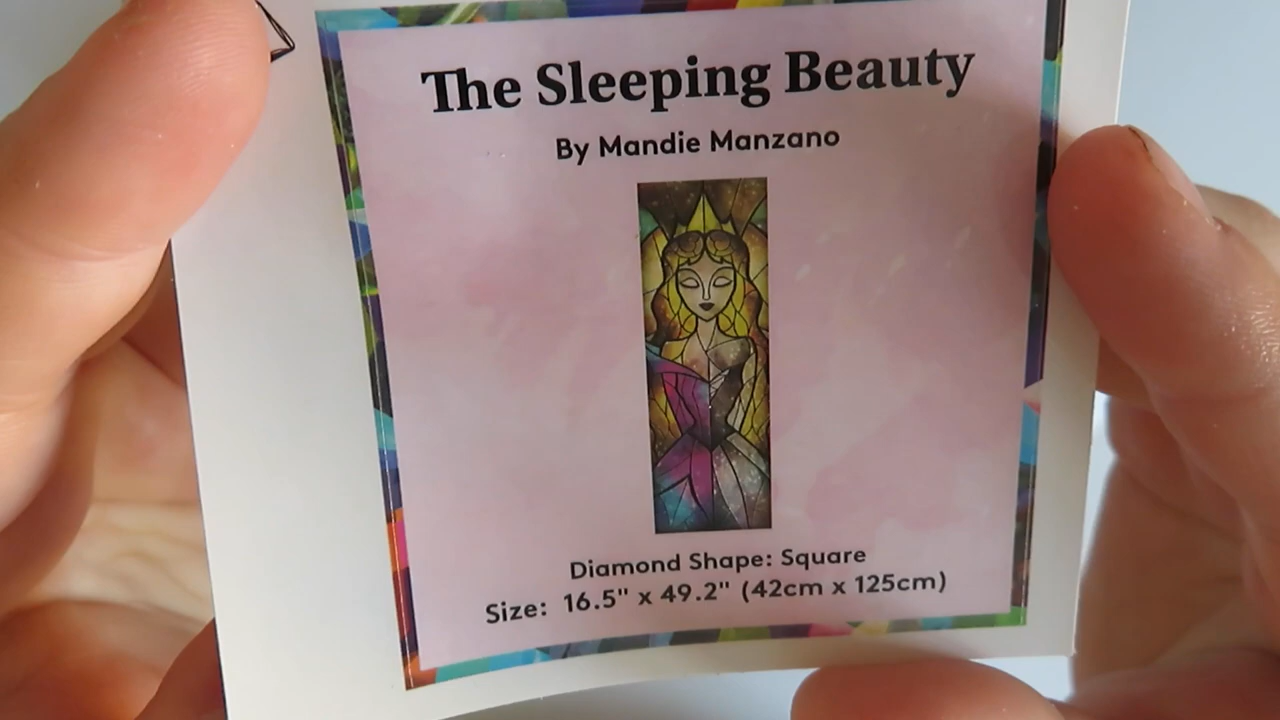 The Sleeping Beauty
By Mandie Manzano
Diamond Shape: Square
Size: 16.5" x 49.2" (42cm x 125cm)